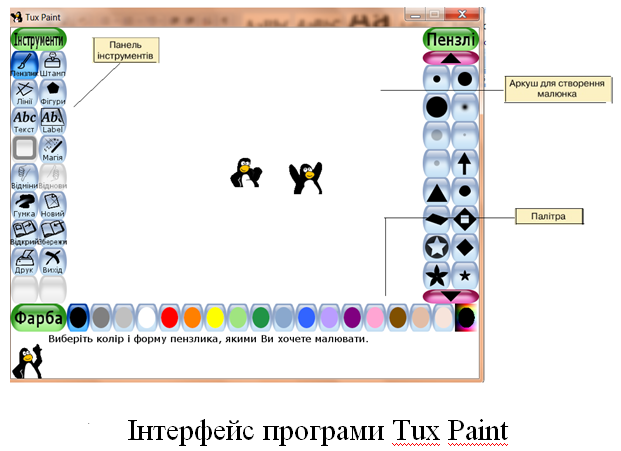 Tux Paint
Інструменти
Пензлі
Панель
інструментів
Пензлик Штамп
Аркуш для створення
малюнка
Лінії Фігури
Abc Abc
Текст Label
Магія
Відміни Віднови
Гумка Новий
Палітра
Відкрий Збережи
Друк Вихід
Фарба
Виберіть колір і форму пензлика, якими Ви хочете малювати.
Інтерфейс програми Tux Paint